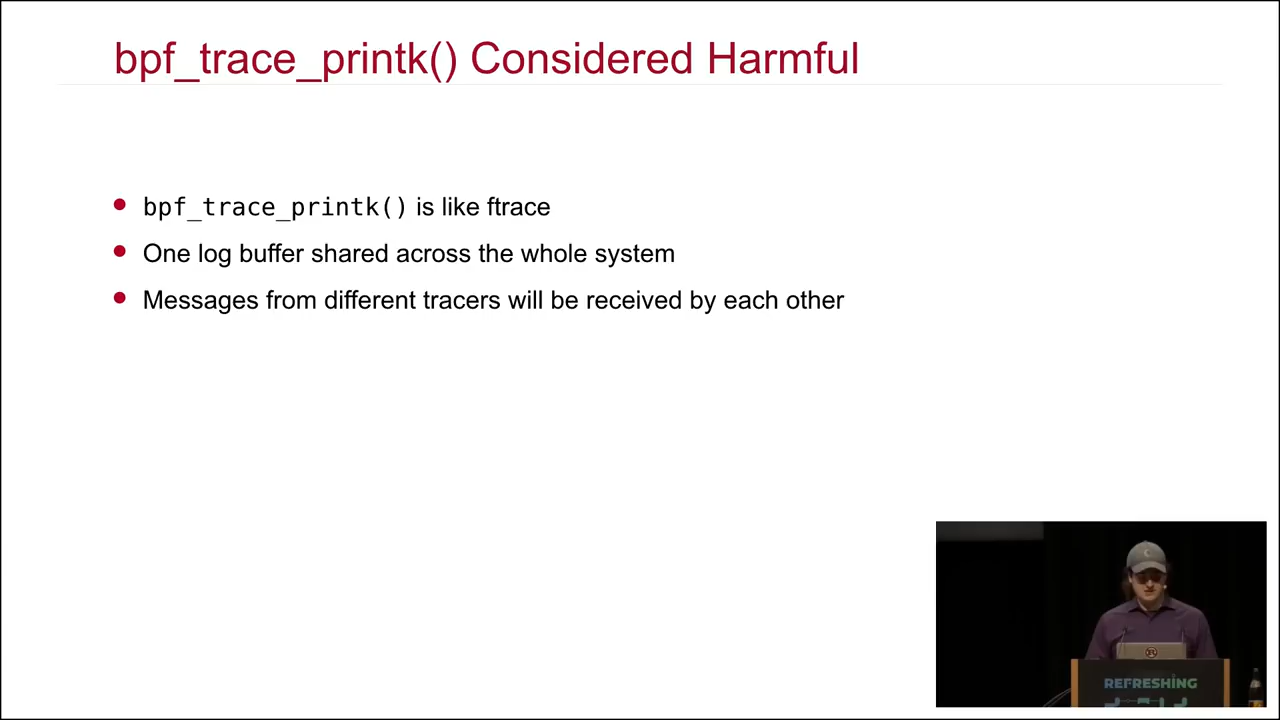 bpf_trace_printk() Considered Harmful
bpf_trace_printk() is like ftrace
One log buffer shared across the whole system
Messages from different tracers will be received by each other
REFRESHING